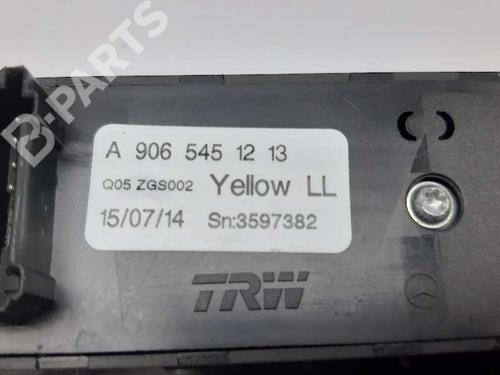 B-PARTS
A 906 545 12 13
Q05 ZGS002 Yellow LL
15/07/14 Sn:3597382
TRW